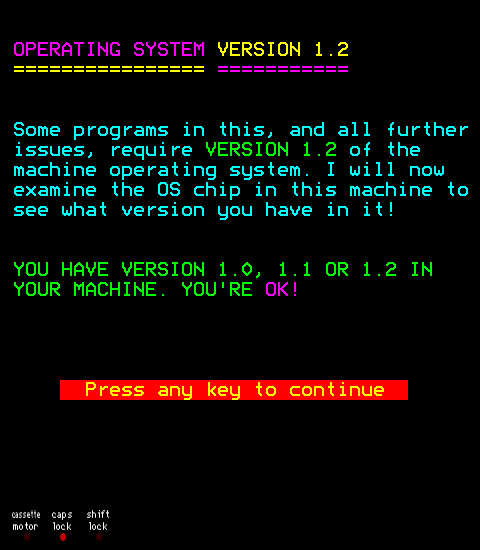 OPERATING SYSTEM VERSION 1.2
================ ===========
Some programs in this, and all further
issues, require VERSION 1.2 of the
machine operating system. I will now
examine the OS chip in this machine to
see what version you have in it!
YOU HAVE VERSION 1.0, 1.1 OR 1.2 IN
YOUR MACHINE. YOU'RE OK!
Press any key to continue
cassette caps shift
motor lock lock